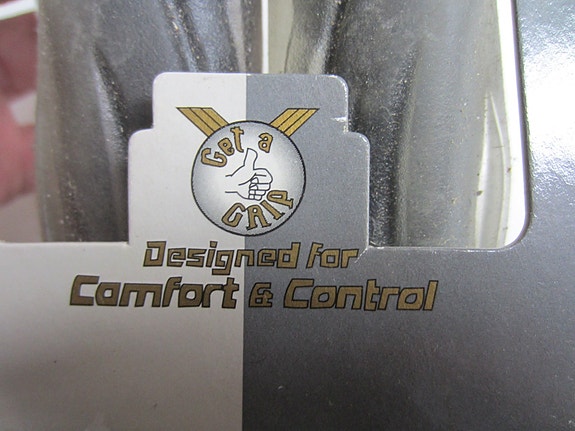 Get a
GRIP
Designed for
Comfort & Control